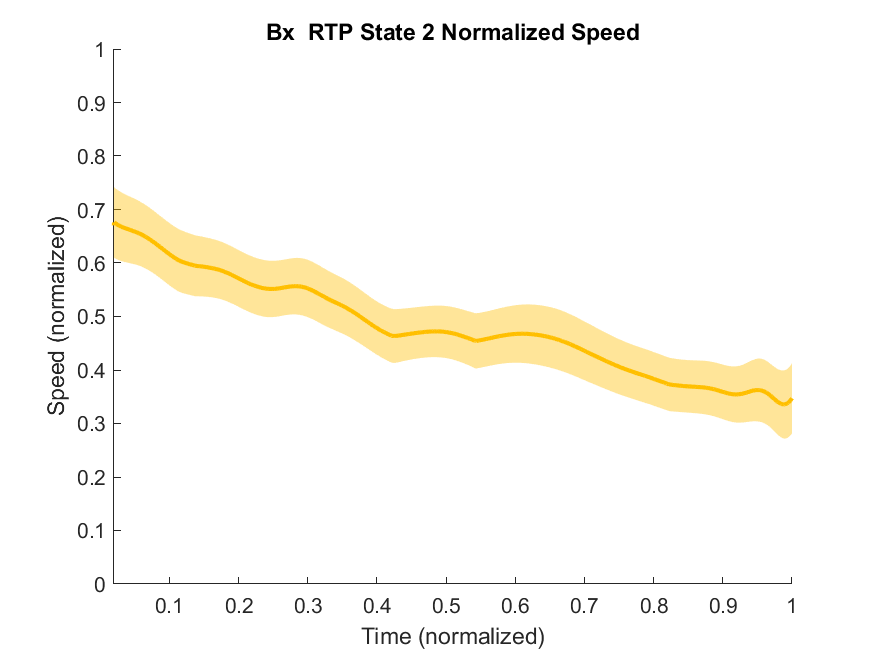 Bx  RTP State 2 Normalized Speed
1
0.9
0.8
0.7
0.6
0.5
0.4
0.3
0.2
0.1
0
Speed (normalized)
0.1 0.2 0.3 0.4 0.5 0.6 0.7 0.8 0.9 1
Time (normalized)